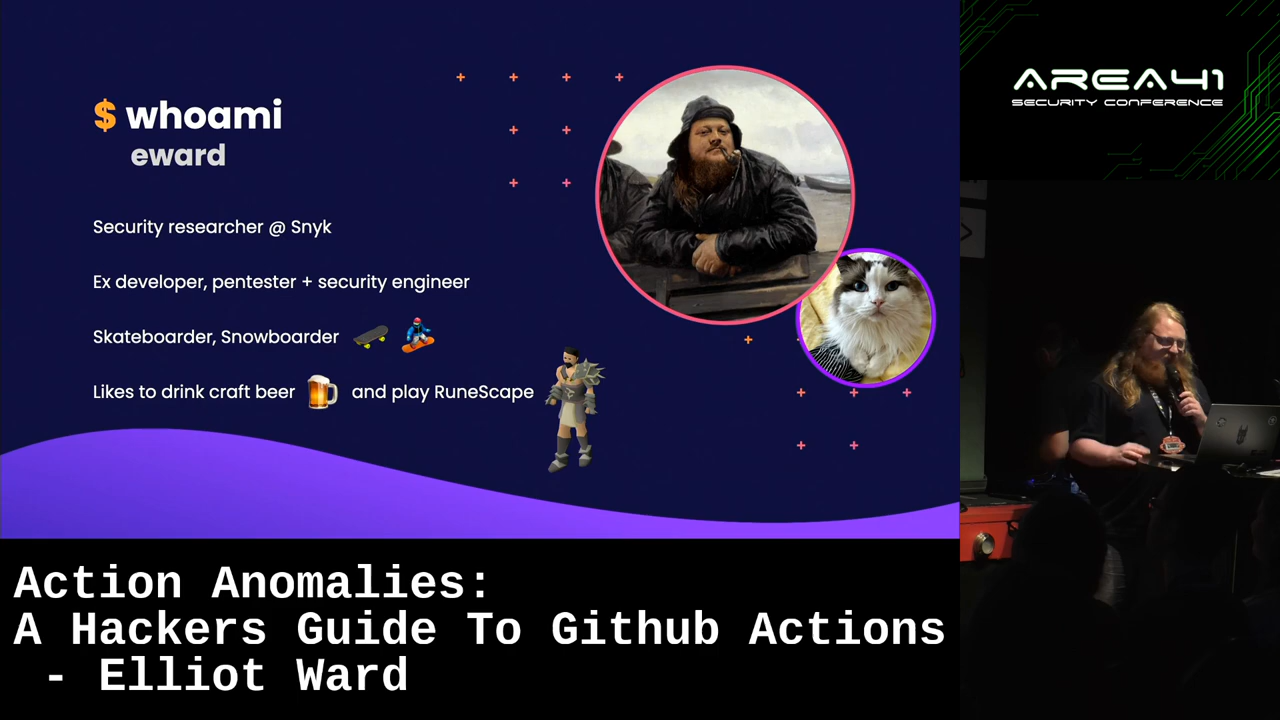 $ whoami
eward
Security researcher @ Snyk
Ex developer, pentester + security engineer
Skateboarder, Snowboarder
Likes to drink craft beer and play RuneScape
AREA41
SECURITY CONFERENCE
Action Anomalies:
A Hackers Guide To Github Actions
- Elliot Ward